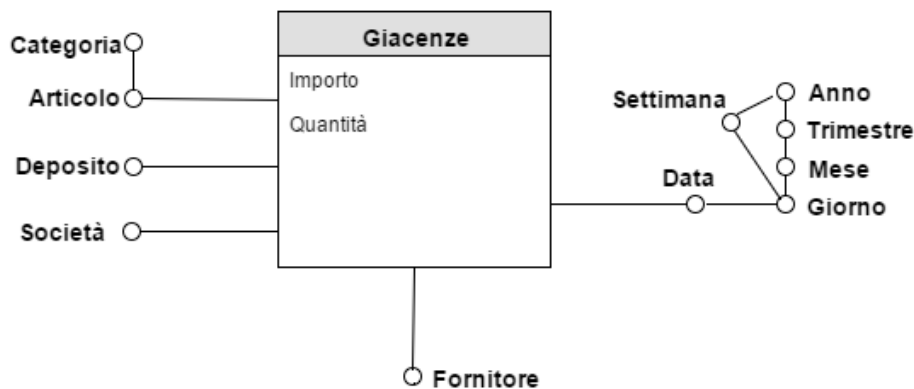 Giacenze
Importo
Quantità
Categoria
Articolo
Deposito
Società
Settimana
Anno
Trimestre
Mese
Data
Giorno
Fornitore